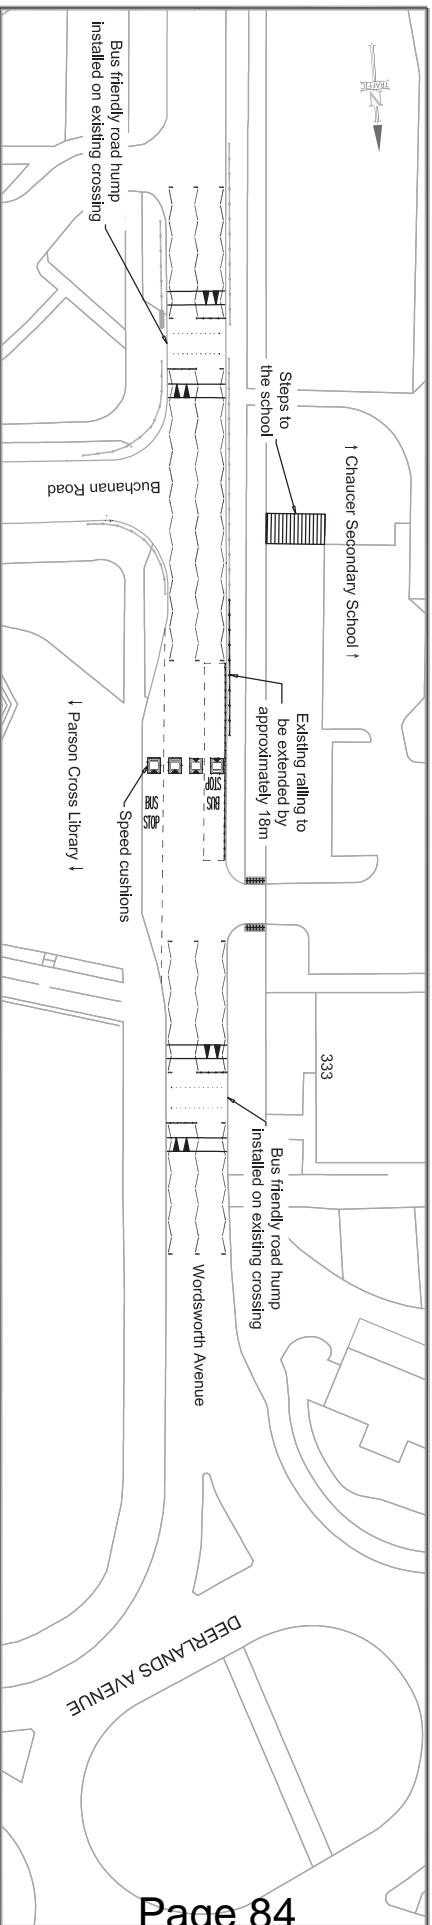 Bus friendly road hump
installed on existing crossing
TRAFFIC
N
Steps to
the school
↑ Chaucer Secondary School ↑
Buchanan Road
Existing railing to
be extended by
approximately 18m
BUS
STOP
BUS
STOP
Speed cushions
↓ Parson Cross Library ↓
333
Bus friendly road hump
installed on existing crossing
Wordsworth Avenue
DEERLANDS AVENUE
Page 84